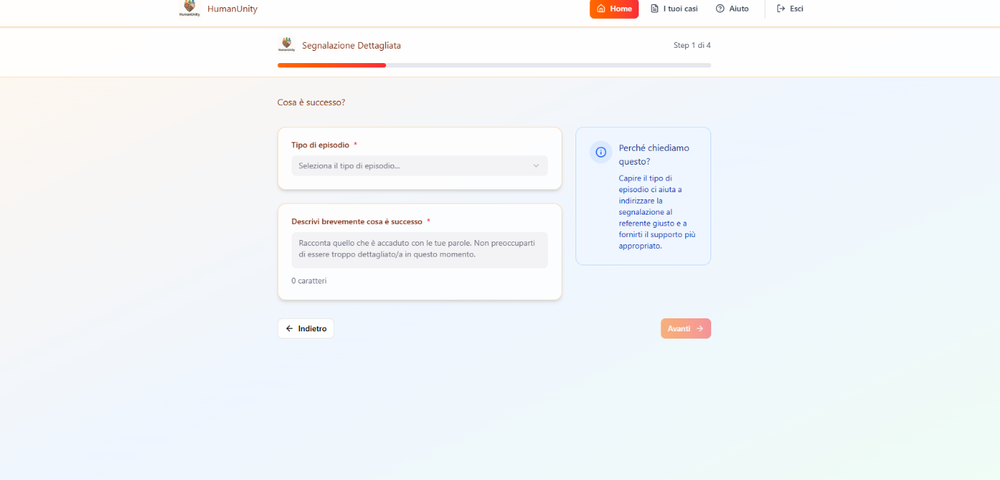 HumanUnity
HumanUnity
Home
I tuoi casi
Aiuto
Esci
HumanUnity
Segnalazione Dettagliata
Step 1 di 4
Cosa è successo?
Tipo di episodio *
Seleziona il tipo di episodio...
Perché chiediamo
questo?
Capire il tipo di
episodio ci aiuta a
indirizzare la
segnalazione al
referente giusto e a
fornirti il supporto più
appropriato.
Descrivi brevemente cosa è successo *
Racconta quello che è accaduto con le tue parole. Non preoccuparti
di essere troppo dettagliato/a in questo momento.
0 caratteri
Indietro
Avanti